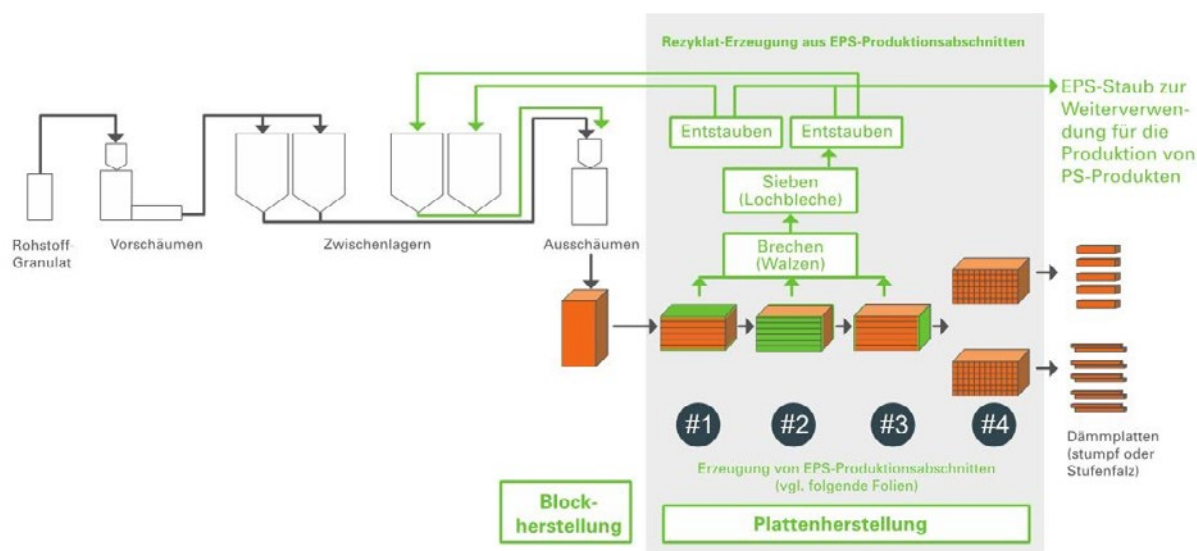 Rezyklat-Erzeugung aus EPS-Produktionsabschnitten
EPS-Staub zur
Weiterverwen-
dung für die
Produktion von
PS-Produkten
Entstauben
Entstauben
Sieben
(Lochbleche)
Brechen
(Walzen)
Rohstoff-
Granulat
Vorschäumen
Zwischenlagern
Ausschäumen
#1
#2
#3
#4
Dämmplatten
(stumpf oder
Stufenfalz)
Erzeugung von EPS-Produktionsabschnitten
(vgl. folgende Folien)
Block-
herstellung
Plattenherstellung